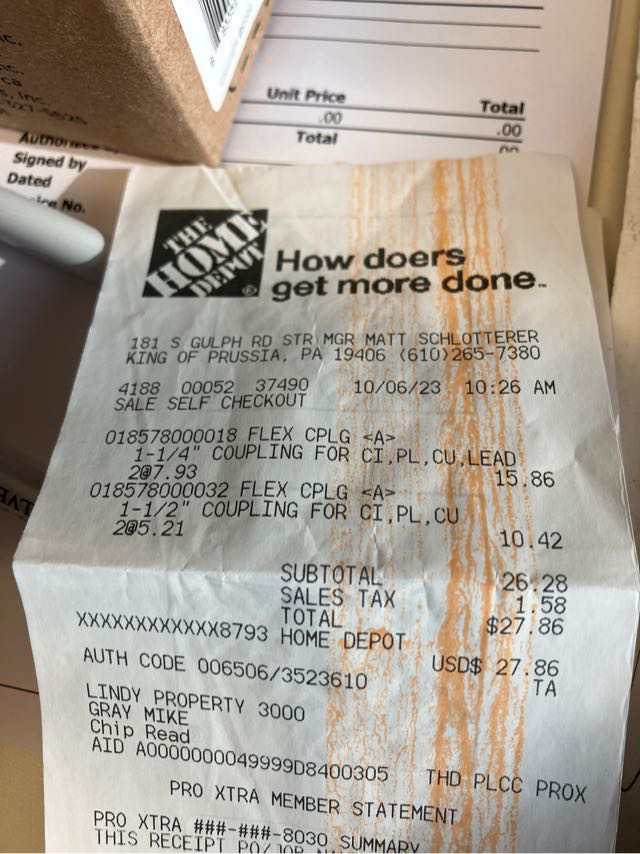 Unit Price
Total
.00
.00
Total
Signed by
Dated
THE
HOME
DEPOT
How doers
get more done™
181 S GULPH RD STR MGR MATT SCHLOTTERER
KING OF PRUSSIA, PA 19406 (610)265-7380
4188 00052 37490 10/06/23 10:26 AM
SALE SELF CHECKOUT
018578000018 FLEX CPLG <A>
1-1/4" COUPLING FOR CI,PL,CU,LEAD
2@7.93 15.86
018578000032 FLEX CPLG <A>
1-1/2" COUPLING FOR CI,PL,CU
2@5.21 10.42
SUBTOTAL 26.28
SALES TAX 1.58
TOTAL $27.86
XXXXXXXXXXXX8793 HOME DEPOT
USD$ 27.86
AUTH CODE 006506/3523610 TA
LINDY PROPERTY 3000
GRAY MIKE
Chip Read
AID A0000000049999D8400305 THD PLCC PROX
PRO XTRA MEMBER STATEMENT
PRO XTRA ###-###-8030 SUMMARY
THIS RECEIPT PO/JOB